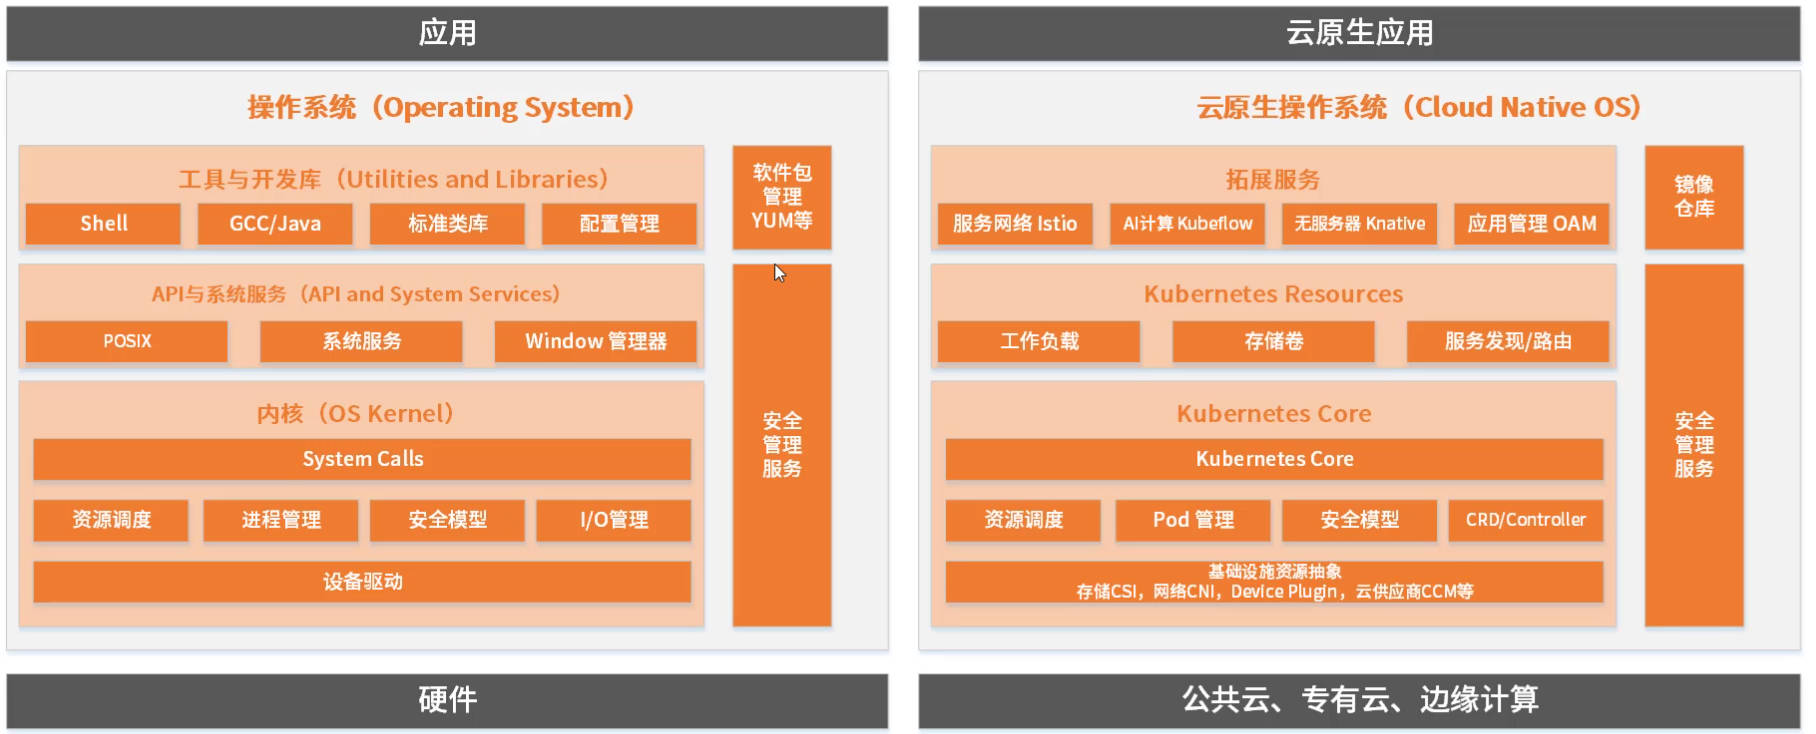 应用
操作系统（Operating System）
工具与开发库（Utilities and Libraries）
Shell
GCC/Java
标准类库
配置管理
软件包
管理
YUM等
API与系统服务（API and System Services）
POSIX
系统服务
Window 管理器
内核（OS Kernel）
System Calls
资源调度
进程管理
安全模型
I/O管理
设备驱动
安全
管理
服务
硬件
云原生应用
云原生操作系统（Cloud Native OS）
拓展服务
服务网络 Istio
AI计算 Kubeflow
无服务器 Knative
应用管理 OAM
镜像
仓库
Kubernetes Resources
工作负载
存储卷
服务发现/路由
Kubernetes Core
Kubernetes Core
资源调度
Pod 管理
安全模型
CRD/Controller
基础设施资源抽象
存储CSI，网络CNI，Device Plugin，云供应商CCM等
安全
管理
服务
公共云、专有云、边缘计算